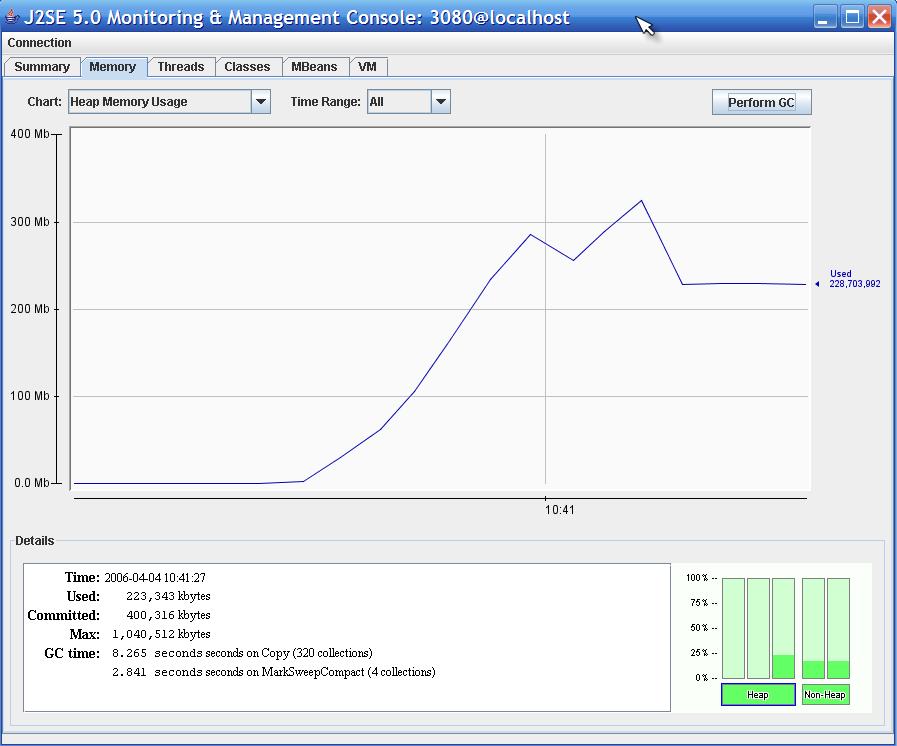 J2SE 5.0 Monitoring & Management Console: 3080@localhost
Connection
Summary Memory Threads Classes MBeans VM
Chart: Heap Memory Usage Time Range: All Perform GC
400 Mb
300 Mb
Used
228,703,992
200 Mb
100 Mb
0.0 Mb
10:41
Details
Time: 2006-04-04 10:41:27
Used: 223,343 kbytes
Committed: 400,316 kbytes
Max: 1,040,512 kbytes
GC time: 8.265 seconds seconds on Copy (320 collections)
2.841 seconds seconds on MarkSweepCompact (4 collections)
100% --
75% --
50% --
25% --
0% --
Heap Non-Heap